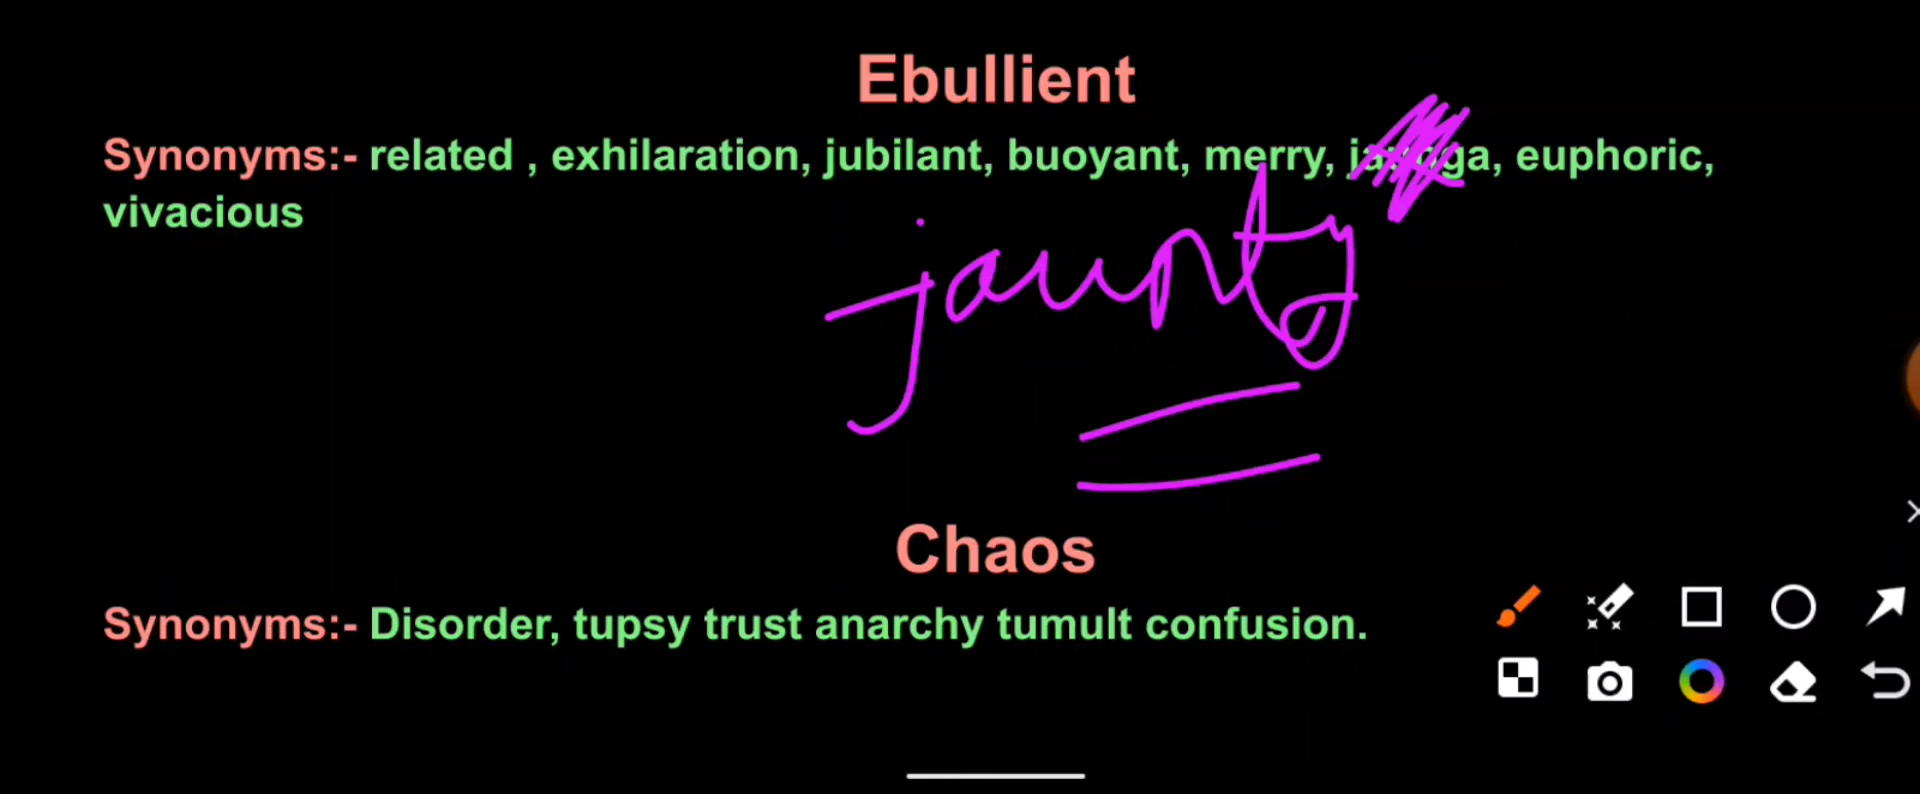 Ebullient
Synonyms:- related , exhilaration, jubilant, buoyant, merry, euphoric,
vivacious
jaunty
Chaos
Synonyms:- Disorder, tupsy trust anarchy tumult confusion.